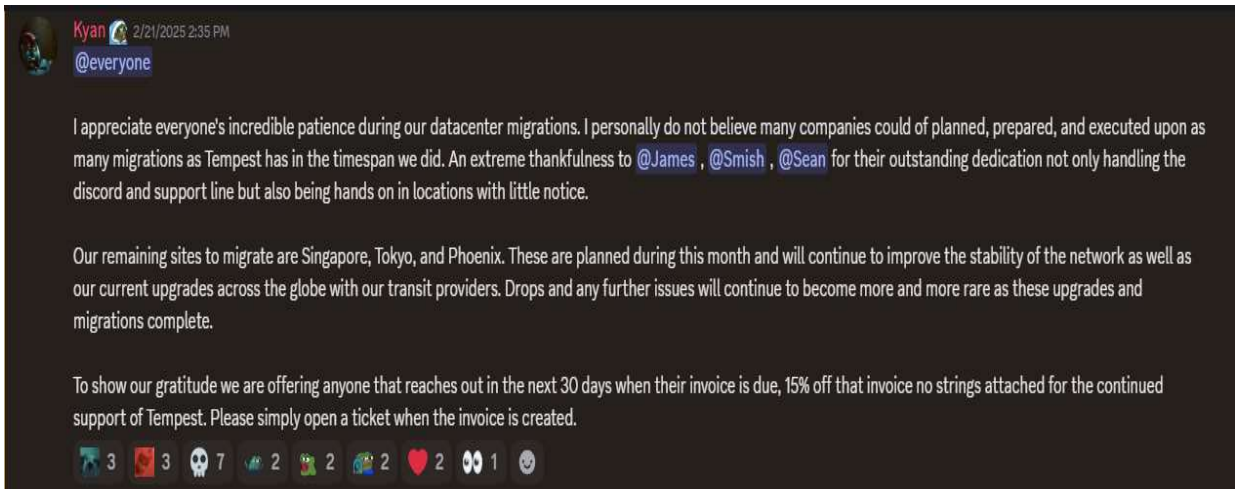 Kyan 2/21/2025 2:35 PM
@everyone
I appreciate everyone's incredible patience during our datacenter migrations. I personally do not believe many companies could of planned, prepared, and executed upon as
many migrations as Tempest has in the timespan we did. An extreme thankfulness to @James , @Smish , @Sean for their outstanding dedication not only handling the
discord and support line but also being hands on in locations with little notice.
Our remaining sites to migrate are Singapore, Tokyo, and Phoenix. These are planned during this month and will continue to improve the stability of the network as well as
our current upgrades across the globe with our transit providers. Drops and any further issues will continue to become more and more rare as these upgrades and
migrations complete.
To show our gratitude we are offering anyone that reaches out in the next 30 days when their invoice is due, 15% off that invoice no strings attached for the continued
support of Tempest. Please simply open a ticket when the invoice is created.
3 3 7 2 2 2 2 1